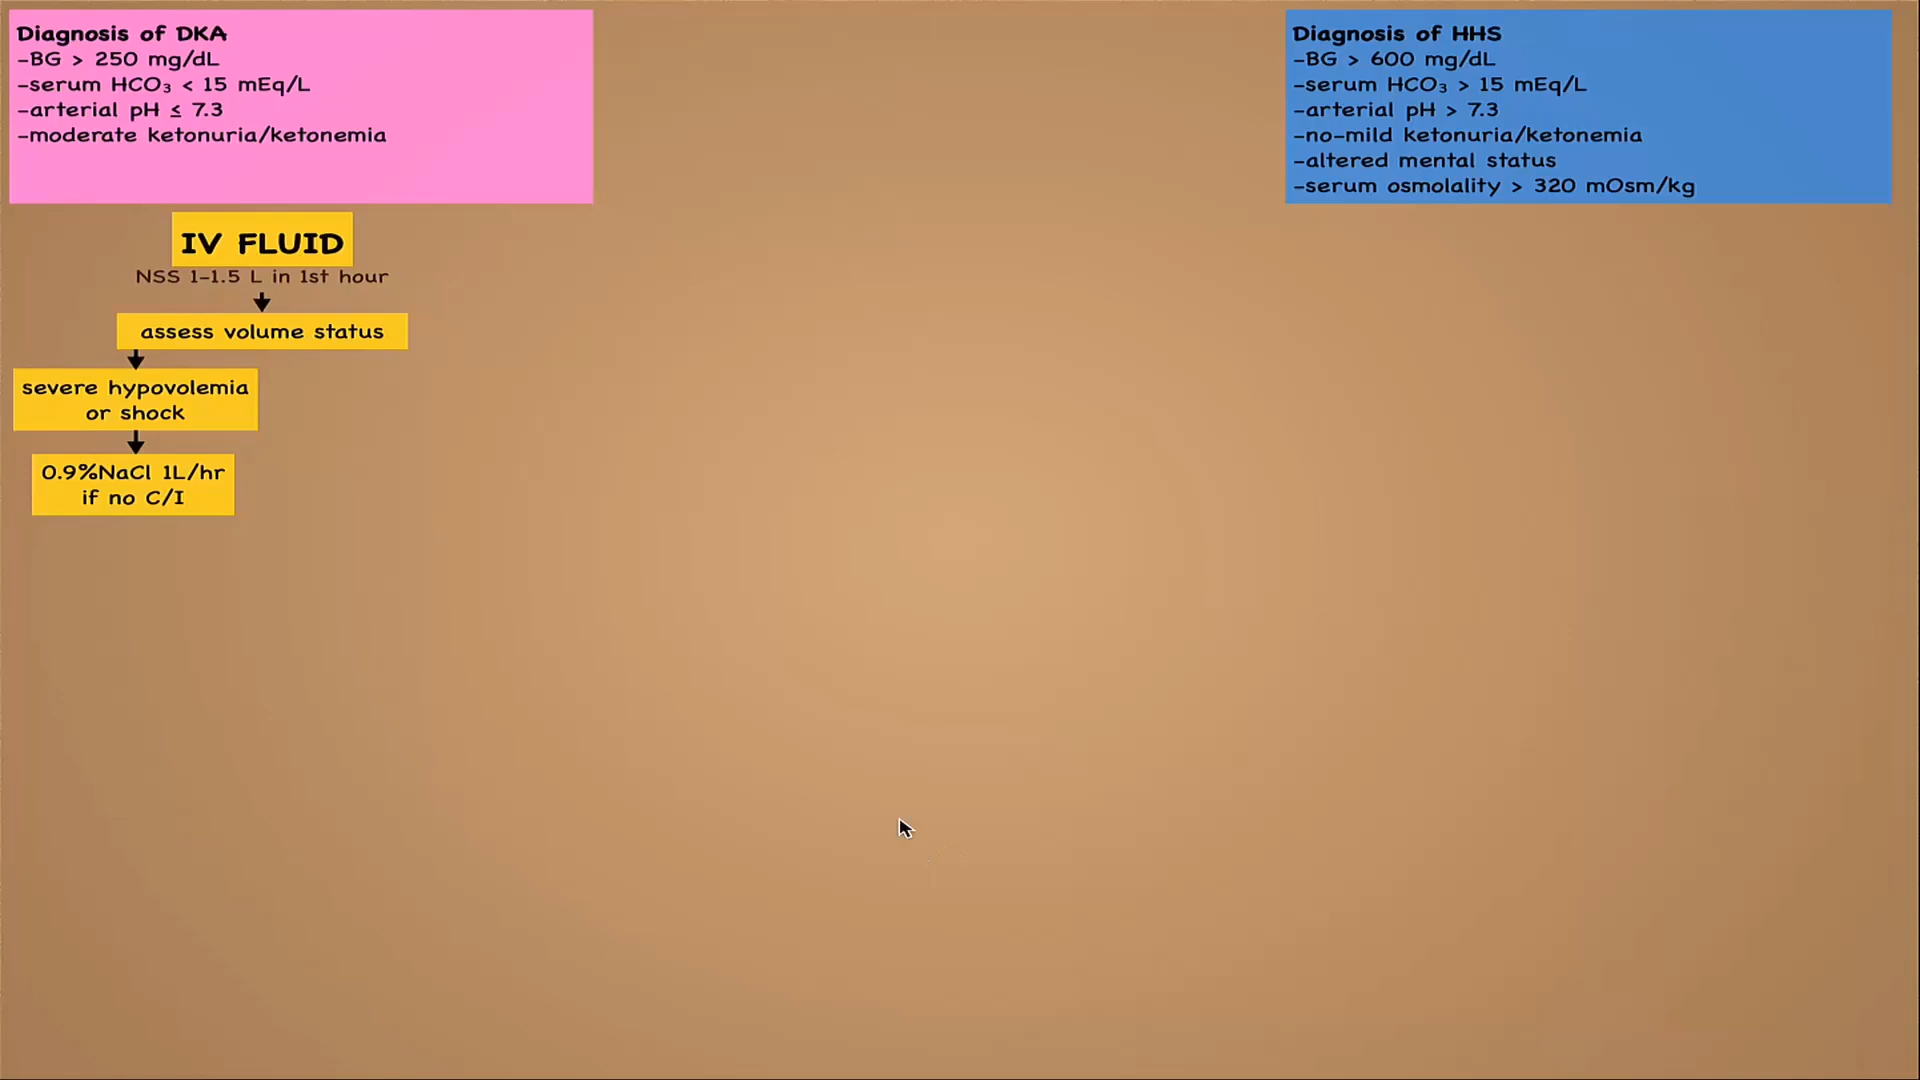 Diagnosis of DKA
-BG > 250 mg/dL
-serum HCO₃ < 15 mEq/L
-arterial pH ≤ 7.3
-moderate ketonuria/ketonemia
Diagnosis of HHS
-BG > 600 mg/dL
-serum HCO₃ > 15 mEq/L
-arterial pH > 7.3
-no-mild ketonuria/ketonemia
-altered mental status
-serum osmolality > 320 mOsm/kg
IV FLUID
NSS 1-1.5 L in 1st hour
assess volume status
severe hypovolemia
or shock
0.9%NaCl 1L/hr
if no C/I